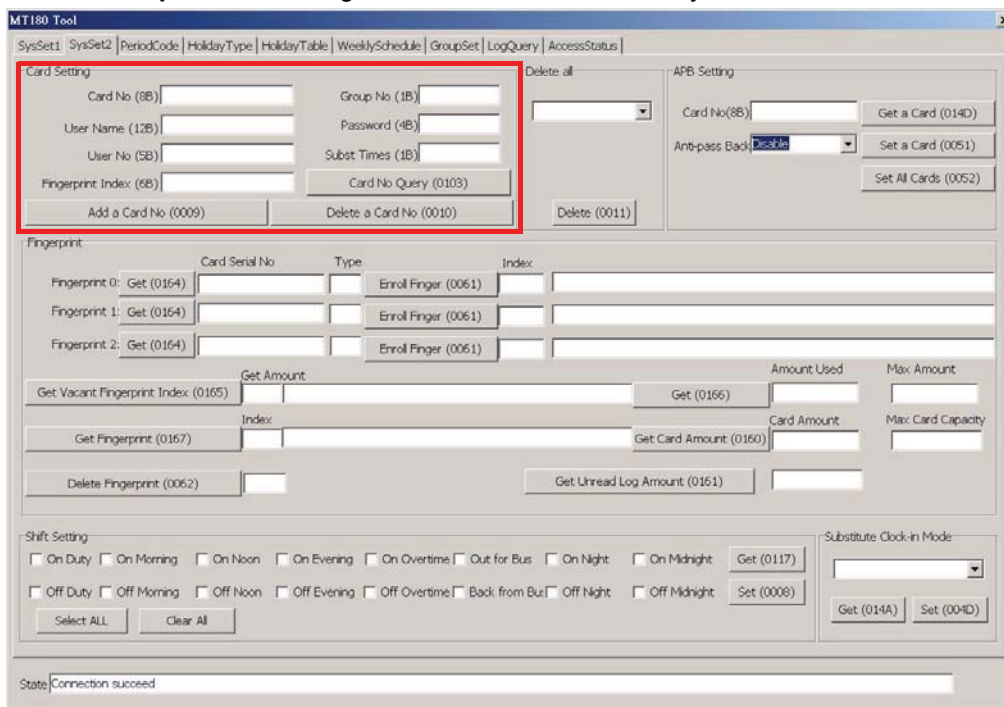 MT180 Tool
SysSet1 SysSet2 PeriodCode HolidayType HolidayTable WeeklySchedule GroupSet LogQuery AccessStatus
Card Setting
Card No (8B)
Group No (1B)
User Name (12B)
Password (4B)
User No (5B)
Subst Times (1B)
Fingerprint Index (6B)
Card No Query (0103)
Add a Card No (0009)
Delete a Card No (0010)
Delete all
Delete (0011)
APB Setting
Card No(8B)
Get a Card (014D)
Anti-pass Back Disable
Set a Card (0051)
Set All Cards (0052)
Fingerprint
Card Serial No Type Index
Fingerprint 0: Get (0164) Enroll Finger (0061)
Fingerprint 1: Get (0164) Enroll Finger (0061)
Fingerprint 2: Get (0164) Enroll Finger (0061)
Get Amount Amount Used Max Amount
Get Vacant Fingerprint Index (0165) Get (0166)
Index Card Amount Max Card Capacity
Get Fingerprint (0167) Get Card Amount (0160)
Delete Fingerprint (0062) Get Unread Log Amount (0161)
Shift Setting
On Duty On Morning On Noon On Evening On Overtime Out for Bus On Night On Midnight Get (0117)
Off Duty Off Morning Off Noon Off Evening Off Overtime Back from Bu Off Night Off Midnight Set (0008)
Select ALL Clear All
Substitute Clock-in Mode
Get (014A) Set (004D)
State Connection succeed